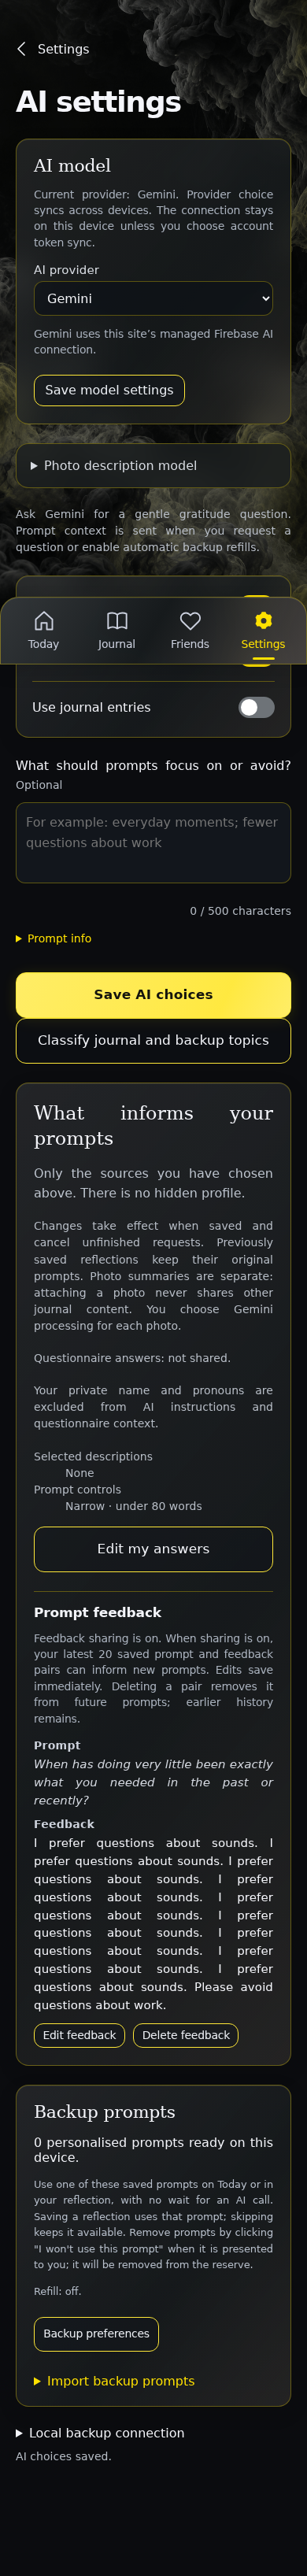 Settings
AI settings
AI model
Current provider: Gemini. Provider choice
syncs across devices. The connection stays
on this device unless you choose account
token sync.
AI provider
Gemini
Gemini uses this site’s managed Firebase AI
connection.
Save model settings
Photo description model
Ask Gemini for a gentle gratitude question.
Prompt context is sent when you request a
question or enable automatic backup refills.
Today
Journal
Friends
Settings
Use journal entries
What should prompts focus on or avoid?
Optional
For example: everyday moments; fewer
questions about work
0 / 500 characters
Prompt info
Save AI choices
Classify journal and backup topics
What informs your
prompts
Only the sources you have chosen
above. There is no hidden profile.
Changes take effect when saved and
cancel unfinished requests. Previously
saved reflections keep their original
prompts. Photo summaries are separate:
attaching a photo never shares other
journal content. You choose Gemini
processing for each photo.
Questionnaire answers: not shared.
Your private name and pronouns are
excluded from AI instructions and
questionnaire context.
Selected descriptions
None
Prompt controls
Narrow · under 80 words
Edit my answers
Prompt feedback
Feedback sharing is on. When sharing is on,
your latest 20 saved prompt and feedback
pairs can inform new prompts. Edits save
immediately. Deleting a pair removes it
from future prompts; earlier history
remains.
Prompt
When has doing very little been exactly
what you needed in the past or
recently?
Feedback
I prefer questions about sounds. I
prefer questions about sounds. I prefer
questions about sounds. I prefer
questions about sounds. I prefer
questions about sounds. I prefer
questions about sounds. I prefer
questions about sounds. I prefer
questions about sounds. I prefer
questions about sounds. Please avoid
questions about work.
Edit feedback
Delete feedback
Backup prompts
0 personalised prompts ready on this
device.
Use one of these saved prompts on Today or in
your reflection, with no wait for an AI call.
Saving a reflection uses that prompt; skipping
keeps it available. Remove prompts by clicking
"I won't use this prompt" when it is presented
to you; it will be removed from the reserve.
Refill: off.
Backup preferences
Import backup prompts
Local backup connection
AI choices saved.